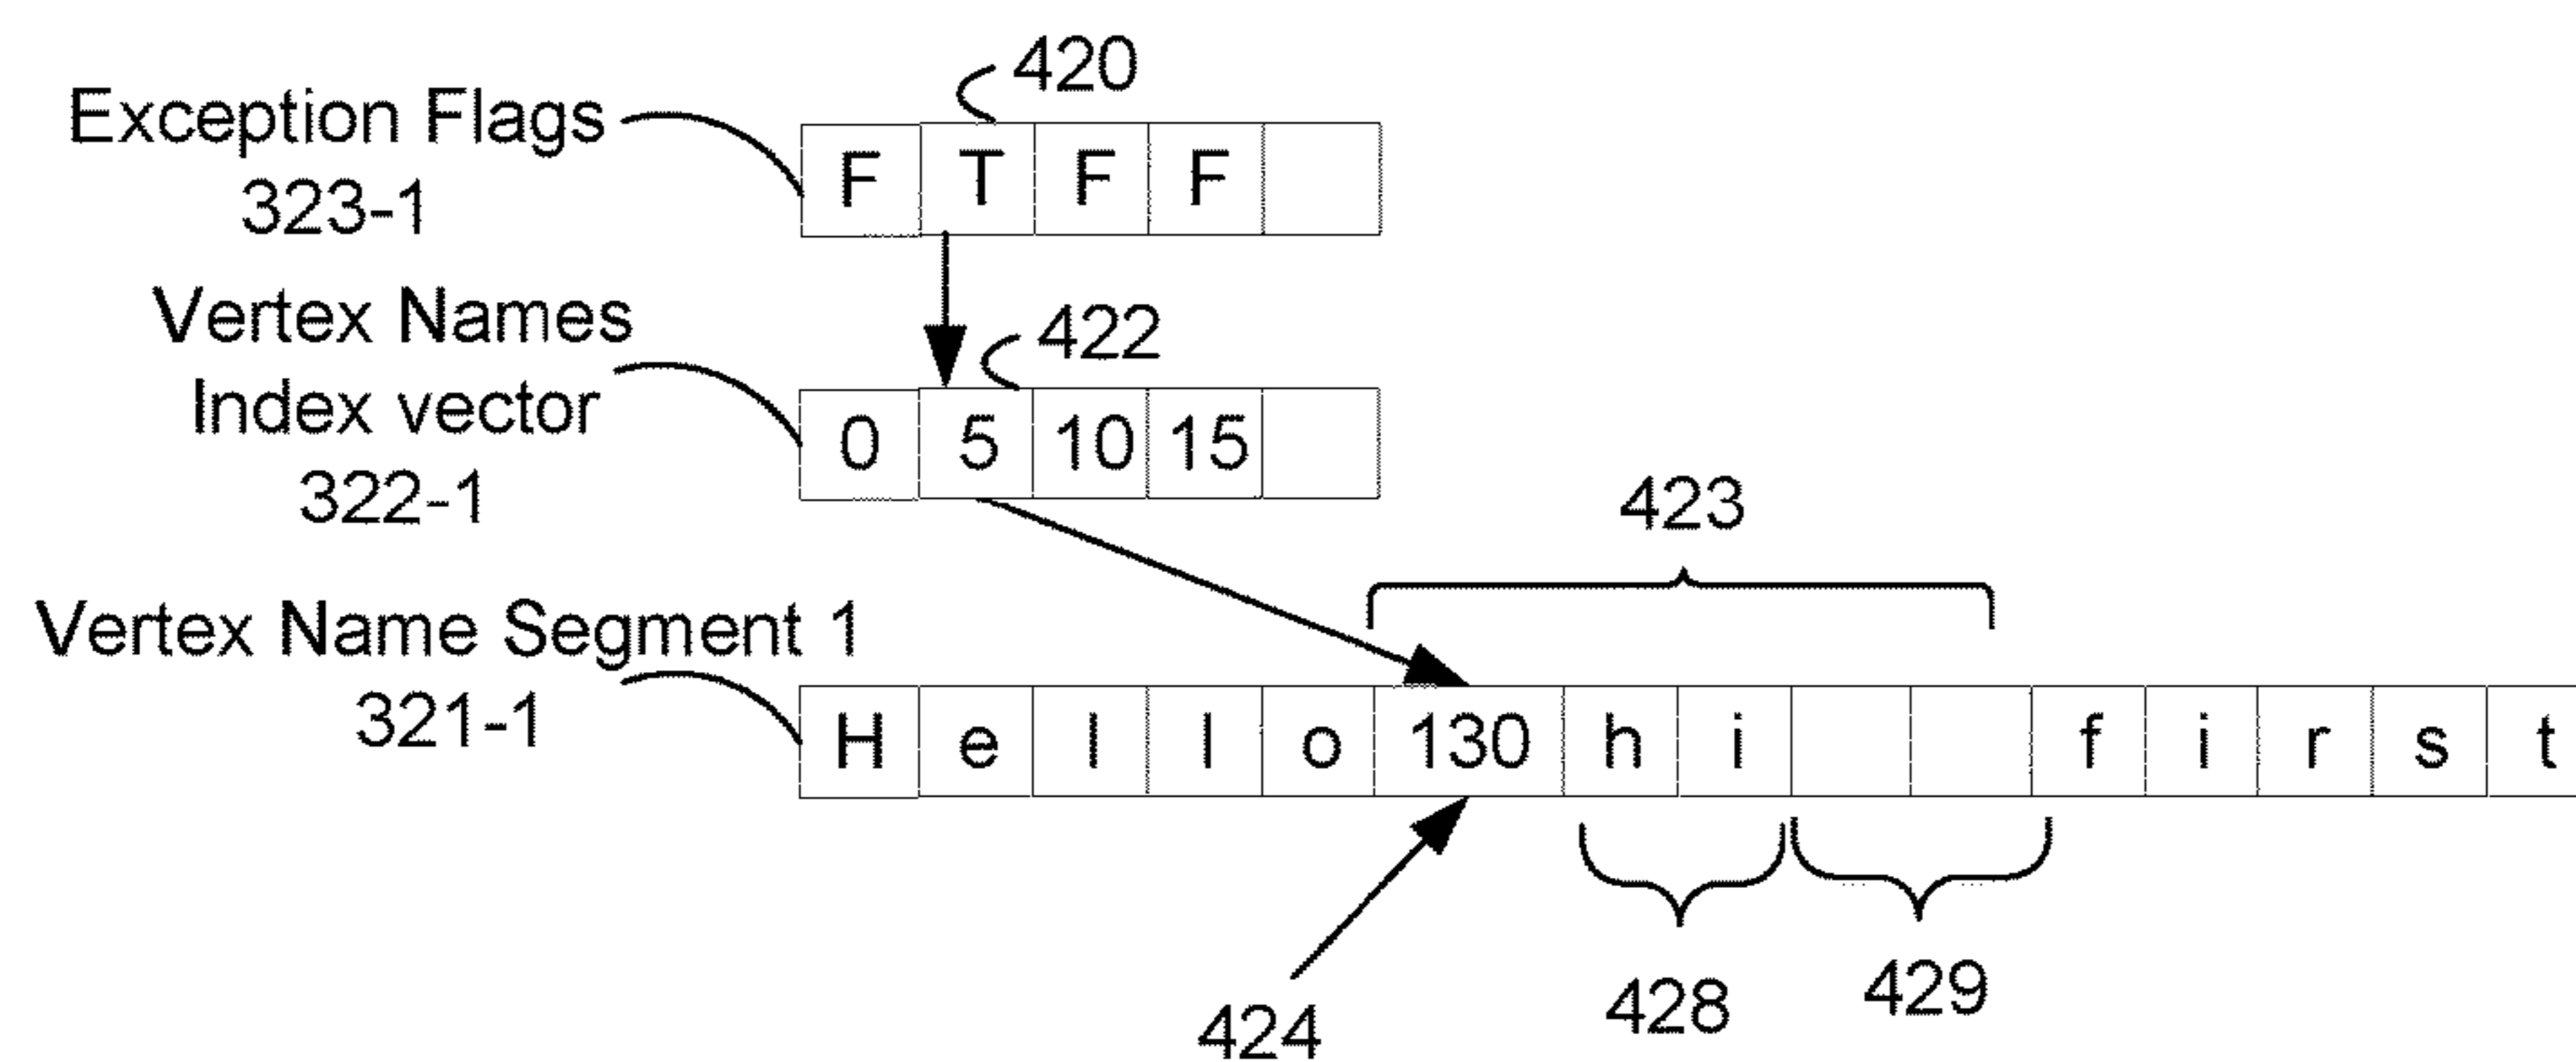 420
Exception Flags
323-1
F T F F
Vertex Names
Index vector
322-1
422
0 5 10 15
423
Vertex Name Segment 1
321-1
H e l l o 130 h i f i r s t
424
428
429